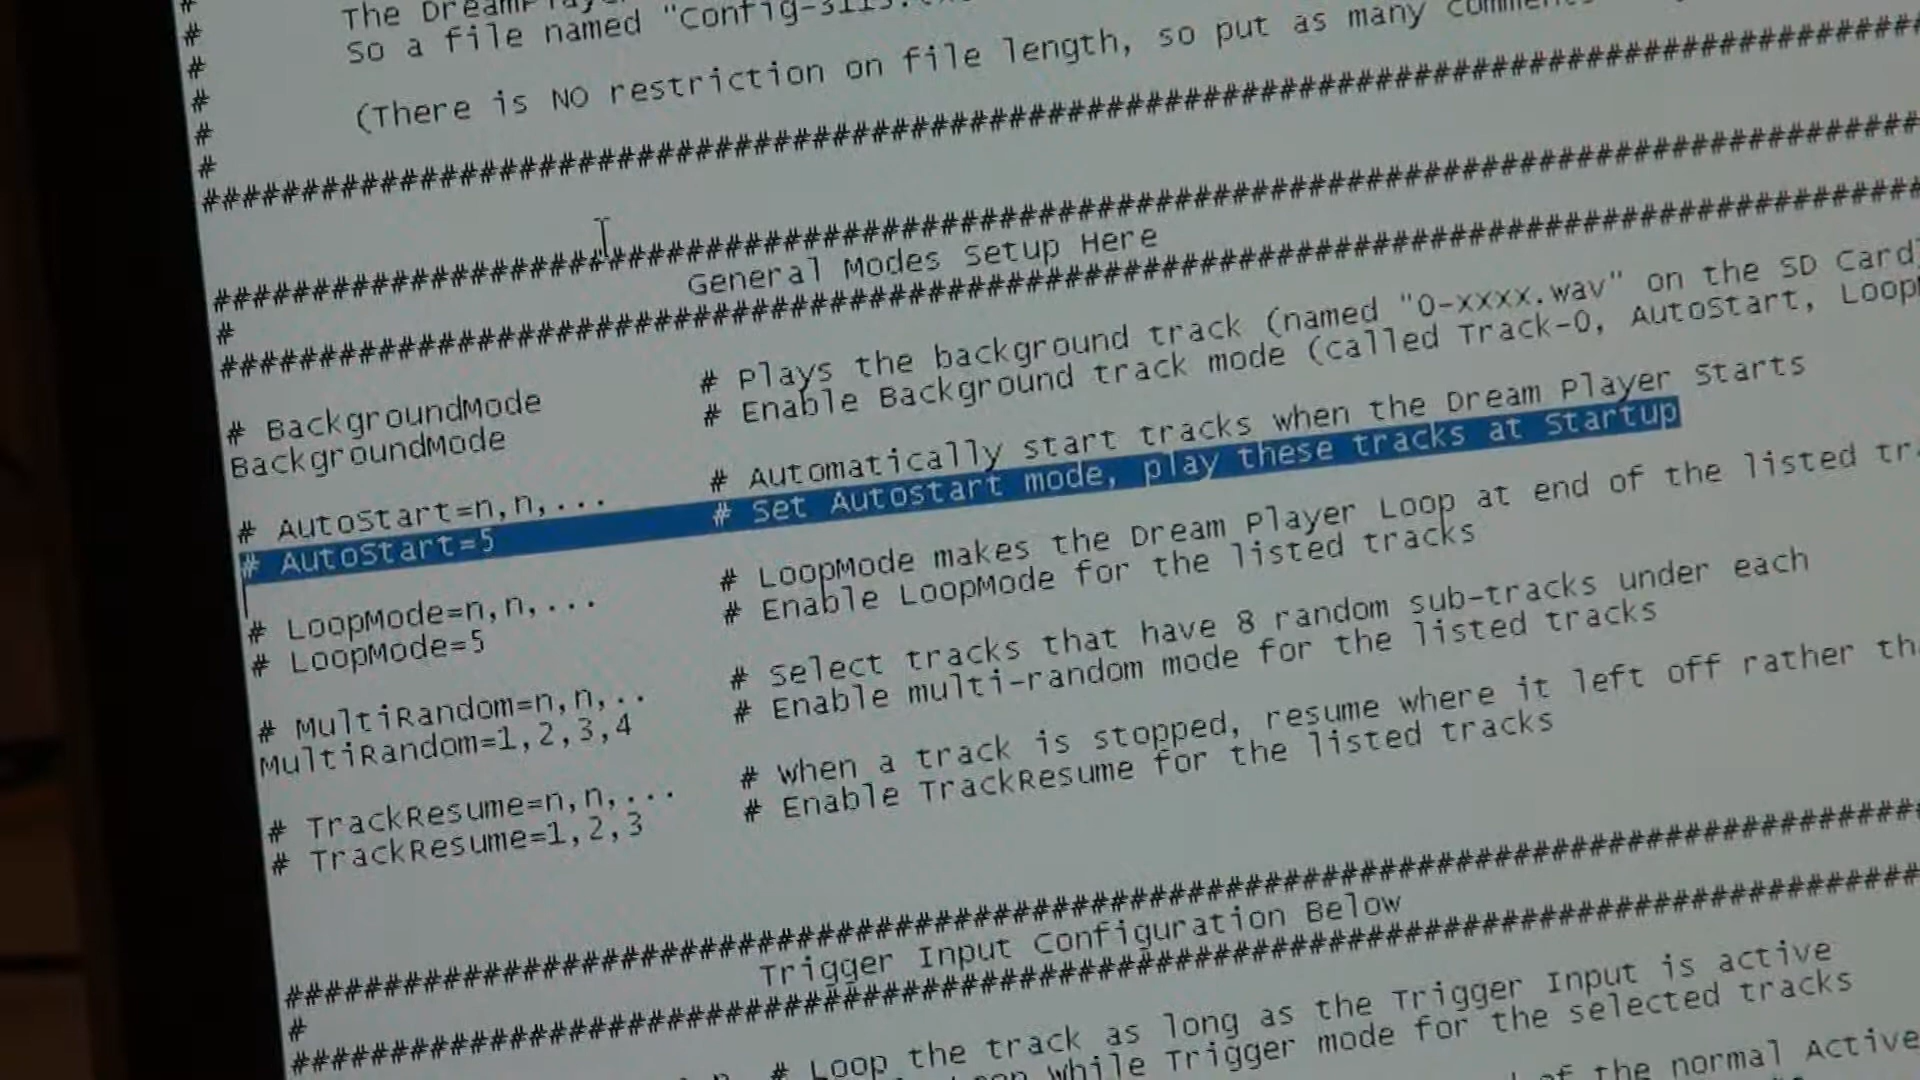 # The
# So a file named "Config-
#
# (There is NO restriction on file length, so put as many
#
#
################################################################################
################################################################################
# General Modes Setup Here
################################################################################
# BackgroundMode # Plays the background track (named "0-xxxx.wav" on the SD Card)
BackgroundMode # Enable Background track mode (called Track-0, AutoStart,
# AutoStart=n,n,... # Automatically start tracks when the Dream Player Starts
# AutoStart=5 # Set Autostart mode, play these tracks at Startup
# LoopMode=n,n,... # LoopMode makes the Dream Player Loop at end of the listed
# LoopMode=5 # Enable LoopMode for the listed tracks
# MultiRandom=n,n,.. # Select tracks that have 8 random sub-tracks under each
MultiRandom=1,2,3,4 # Enable multi-random mode for the listed tracks
# TrackResume=n,n,... # When a track is stopped, resume where it left off rather
# TrackResume=1,2,3 # Enable TrackResume for the listed tracks
################################################################################
# Trigger Input Configuration Below
################################################################################
# Loop the track as long as the Trigger Input is active
while Trigger mode for the selected tracks
of the normal Active